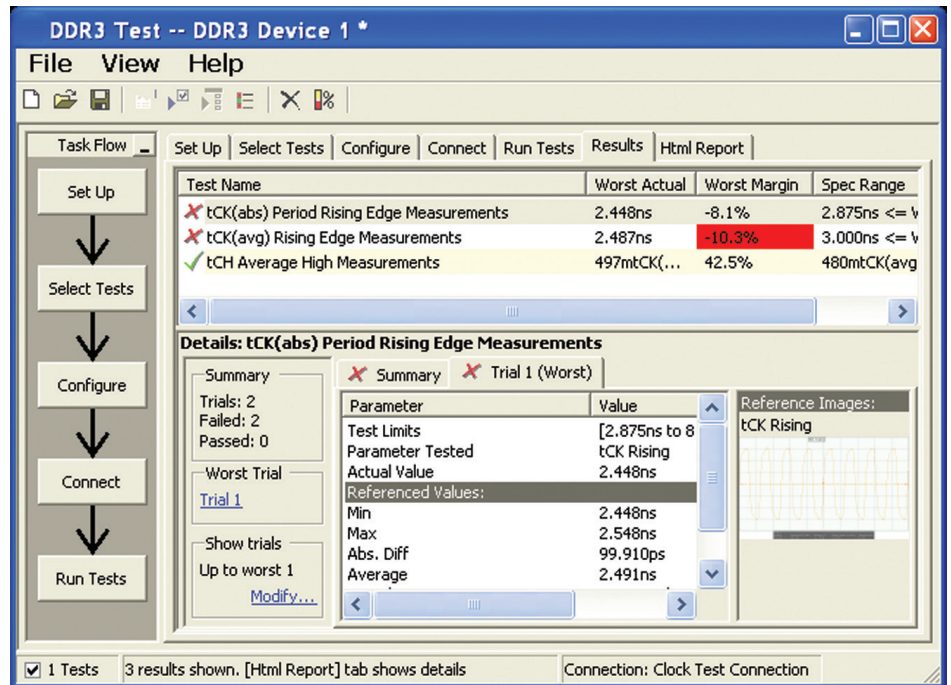 DDR3 Test -- DDR3 Device 1 *
File View Help
Task Flow
Set Up
Select Tests
Configure
Connect
Run Tests
Set Up Select Tests Configure Connect Run Tests Results Html Report
Test Name Worst Actual Worst Margin Spec Range
tCK(abs) Period Rising Edge Measurements 2.448ns -8.1% 2.875ns <=
tCK(avg) Rising Edge Measurements 2.487ns -10.3% 3.000ns <=
tCH Average High Measurements 497mtCK(... 42.5% 480mtCK(avg
Details: tCK(abs) Period Rising Edge Measurements
Summary
Trials: 2
Failed: 2
Passed: 0
Worst Trial
Trial 1
Show trials
Up to worst 1
Modify...
Summary Trial 1 (Worst)
Parameter Value
Test Limits [2.875ns to 8
Parameter Tested tCK Rising
Actual Value 2.448ns
Referenced Values:
Min 2.448ns
Max 2.548ns
Abs. Diff 99.910ps
Average 2.491ns
Reference Images:
tCK Rising
1 Tests 3 results shown. [Html Report] tab shows details Connection: Clock Test Connection